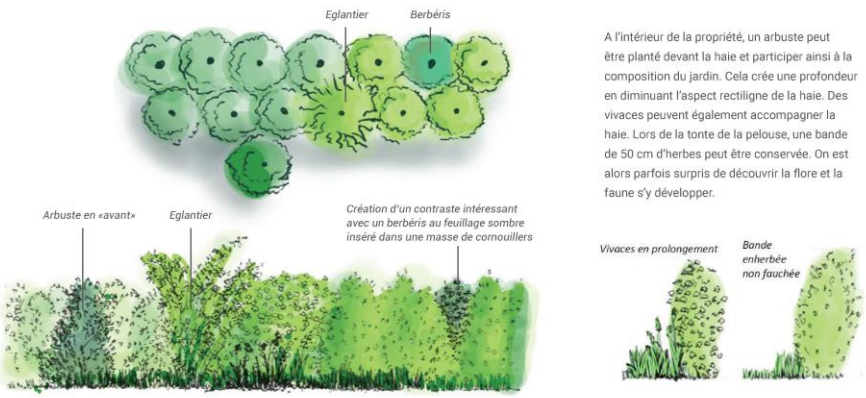 Eglantier
Berbéris
A l'intérieur de la propriété, un arbuste peut
être planté devant la haie et participer ainsi à la
composition du jardin. Cela crée une profondeur
en diminuant l'aspect rectiligne de la haie. Des
vivaces peuvent également accompagner la
haie. Lors de la tonte de la pelouse, une bande
de 50 cm d'herbes peut être conservée. On est
alors parfois surpris de découvrir la flore et la
faune s'y développer.
Arbuste en «avant»
Eglantier
Création d'un contraste intéressant
avec un berbéris au feuillage sombre
inséré dans une masse de cornouillers
Vivaces en prolongement
Bande
enherbée
non fauchée